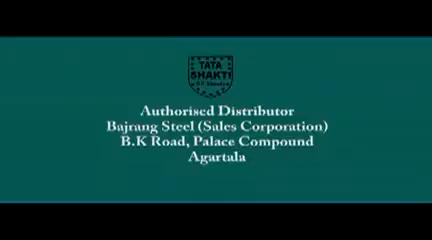 TATA
SHAKTI
Authorised Distributor
Bajrang Steel (Sales Corporation)
B.K Road, Palace Compound
Agartala